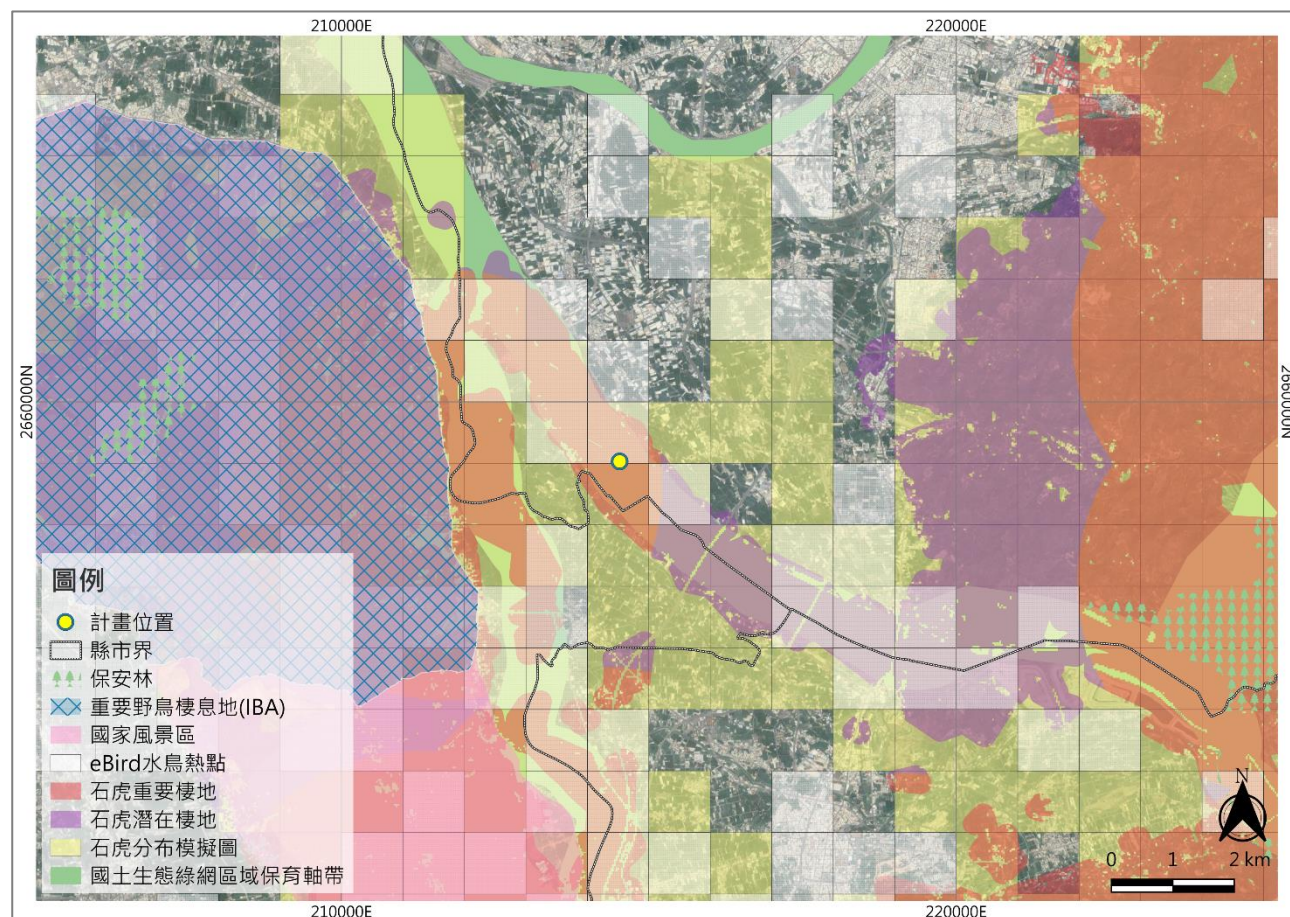 210000E
220000E
2660000N
2660000N
圖例
計畫位置
縣市界
保安林
重要野鳥棲息地(IBA)
國家風景區
eBird水鳥熱點
石虎重要棲地
石虎潛在棲地
石虎分布模擬圖
國土生態綠網區域保育軸帶
N
0 1 2 km
210000E
220000E